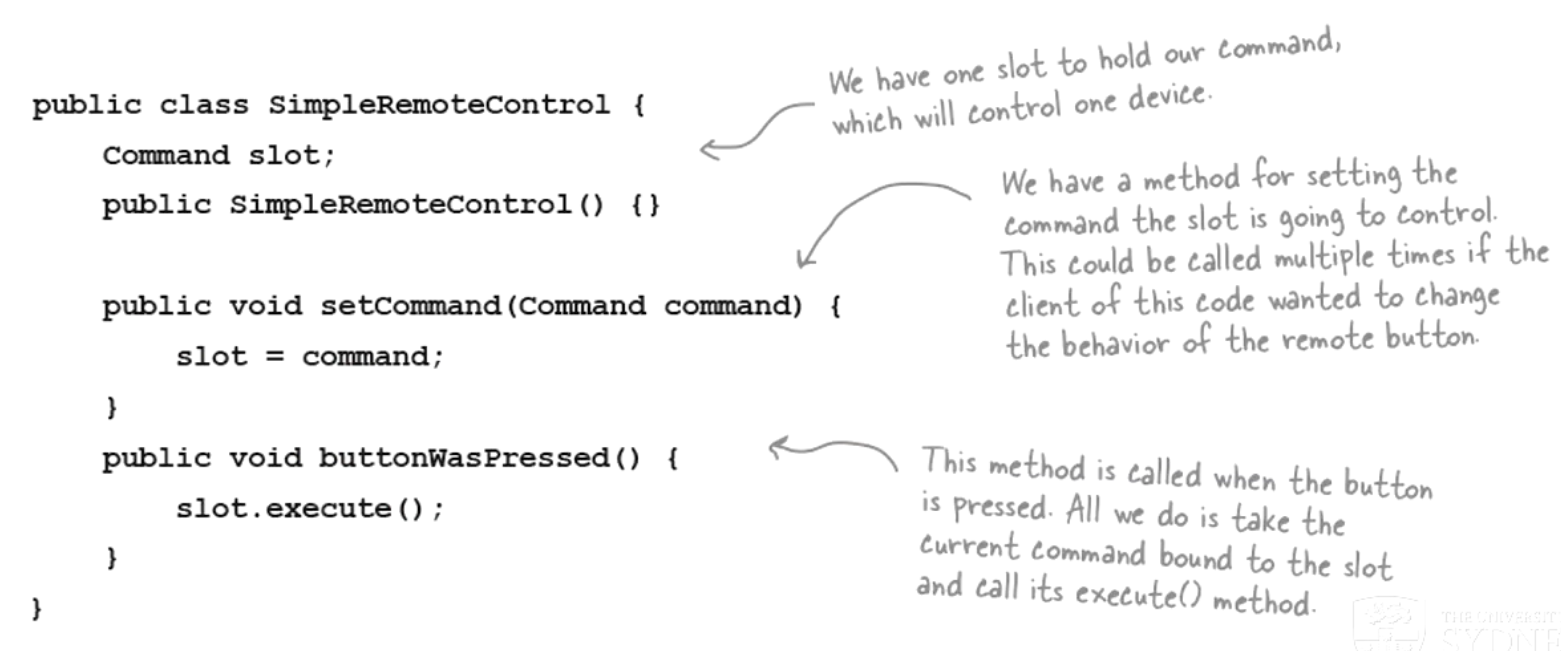 public class SimpleRemoteControl {
Command slot;
public SimpleRemoteControl() {}
public void setCommand(Command command) {
slot = command;
}
public void buttonWasPressed() {
slot.execute();
}
}
We have one slot to hold our command,
which will control one device.
We have a method for setting the
command the slot is going to control.
This could be called multiple times if the
client of this code wanted to change
the behavior of the remote button.
This method is called when the button
is pressed. All we do is take the
current command bound to the slot
and call its execute() method.
THE UNIVERSIT
SYDNE